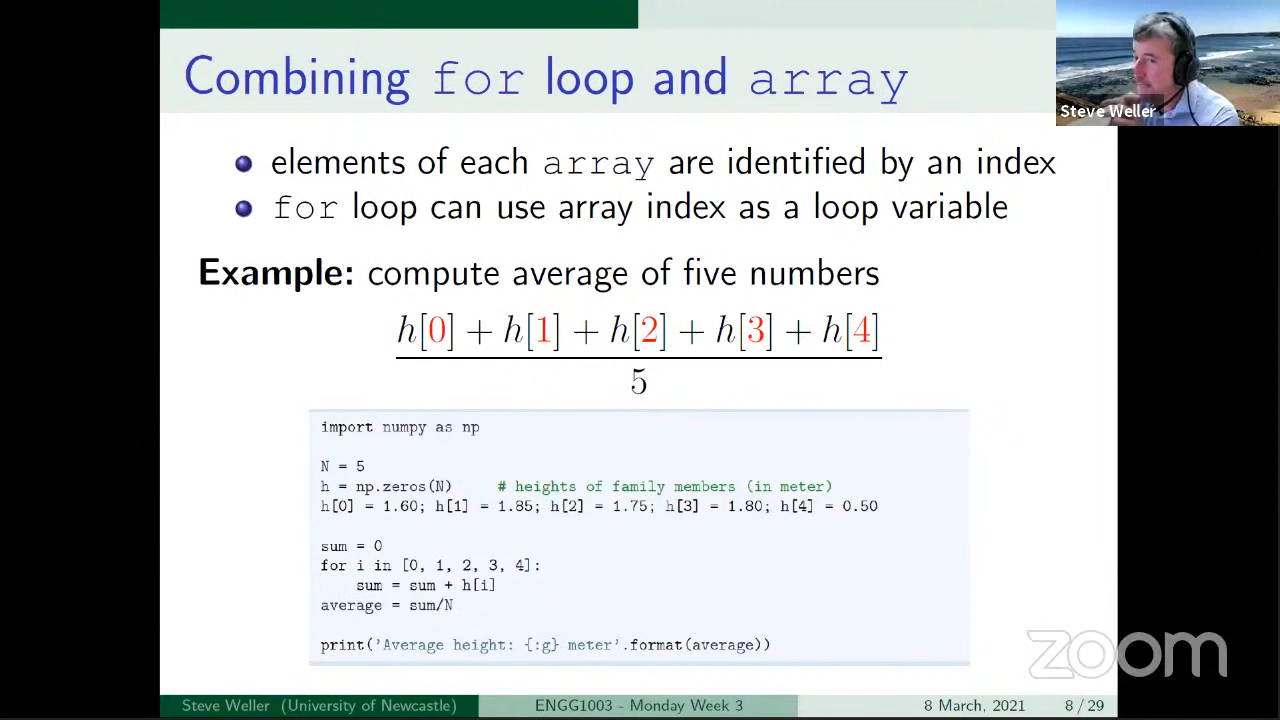 Combining for loop and array
Steve Weller
elements of each array are identified by an index
for loop can use array index as a loop variable
Example: compute average of five numbers
h[0] + h[1] + h[2] + h[3] + h[4]
5
import numpy as np
N = 5
h = np.zeros(N) # heights of family members (in meter)
h[0] = 1.60; h[1] = 1.85; h[2] = 1.75; h[3] = 1.80; h[4] = 0.50
sum = 0
for i in [0, 1, 2, 3, 4]:
    sum = sum + h[i]
average = sum/N
print('Average height: {:g} meter'.format(average))
zoom
Steve Weller (University of Newcastle) ENGG1003 - Monday Week 3 8 March, 2021 8 / 29